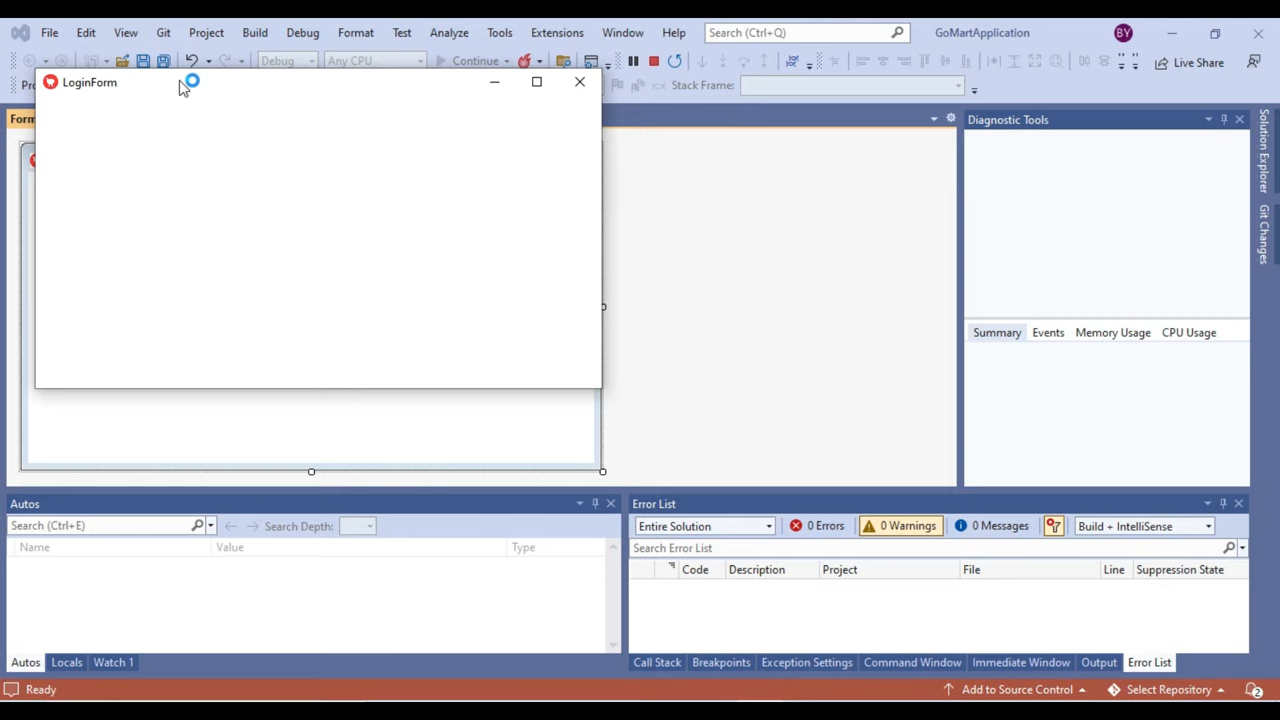 File Edit View Git Project Build Debug Format Test Analyze Tools Extensions Window Help Search (Ctrl+Q) GoMartApplication BY
Debug Any CPU Continue Live Share
Stack Frame:
LoginForm
Form
Diagnostic Tools
Summary Events Memory Usage CPU Usage
Solution Explorer
Git Changes
Autos
Search (Ctrl+E) Search Depth:
Name Value Type
Autos Locals Watch 1
Error List
Entire Solution 0 Errors 0 Warnings 0 Messages Build + IntelliSense
Search Error List
Code Description Project File Line Suppression State
Call Stack Breakpoints Exception Settings Command Window Immediate Window Output Error List
Ready Add to Source Control Select Repository 2